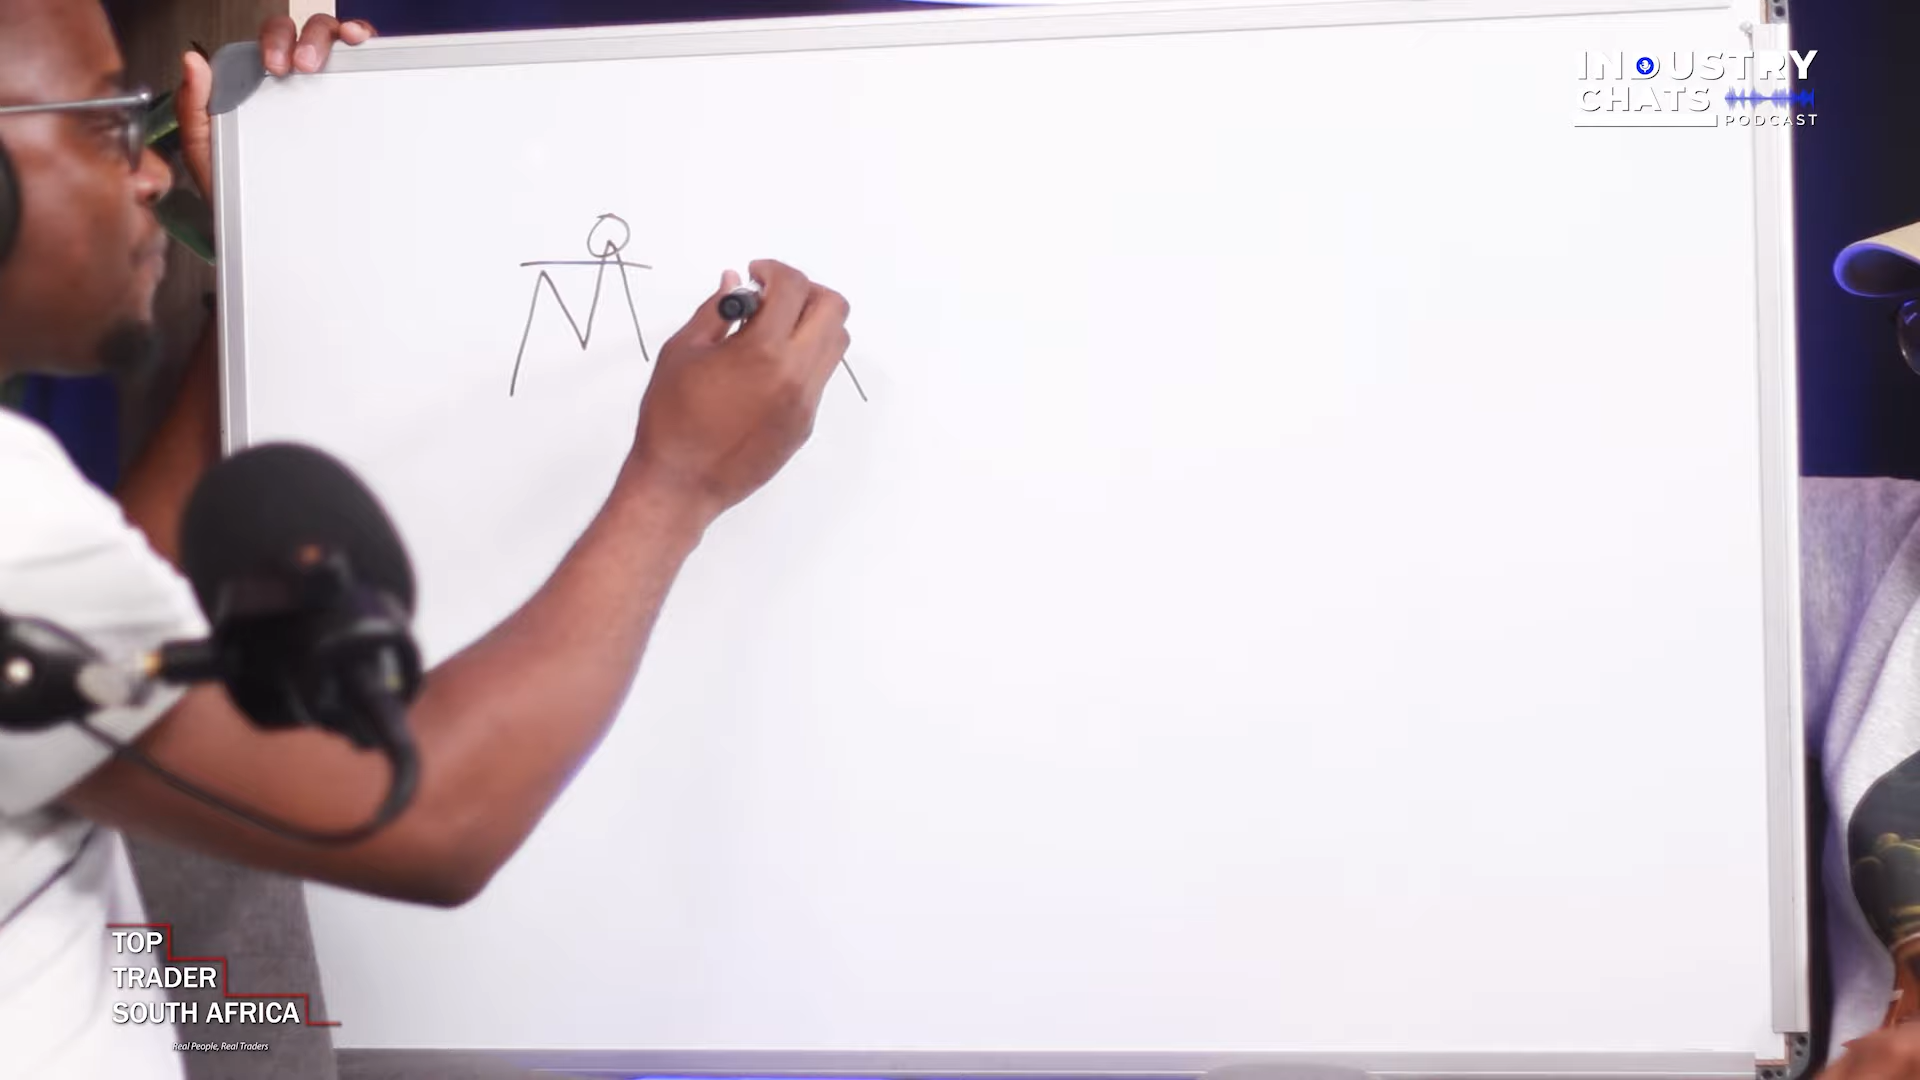 INDUSTRY
CHATS
PODCAST
TOP
TRADER
SOUTH AFRICA
Real People, Real Traders